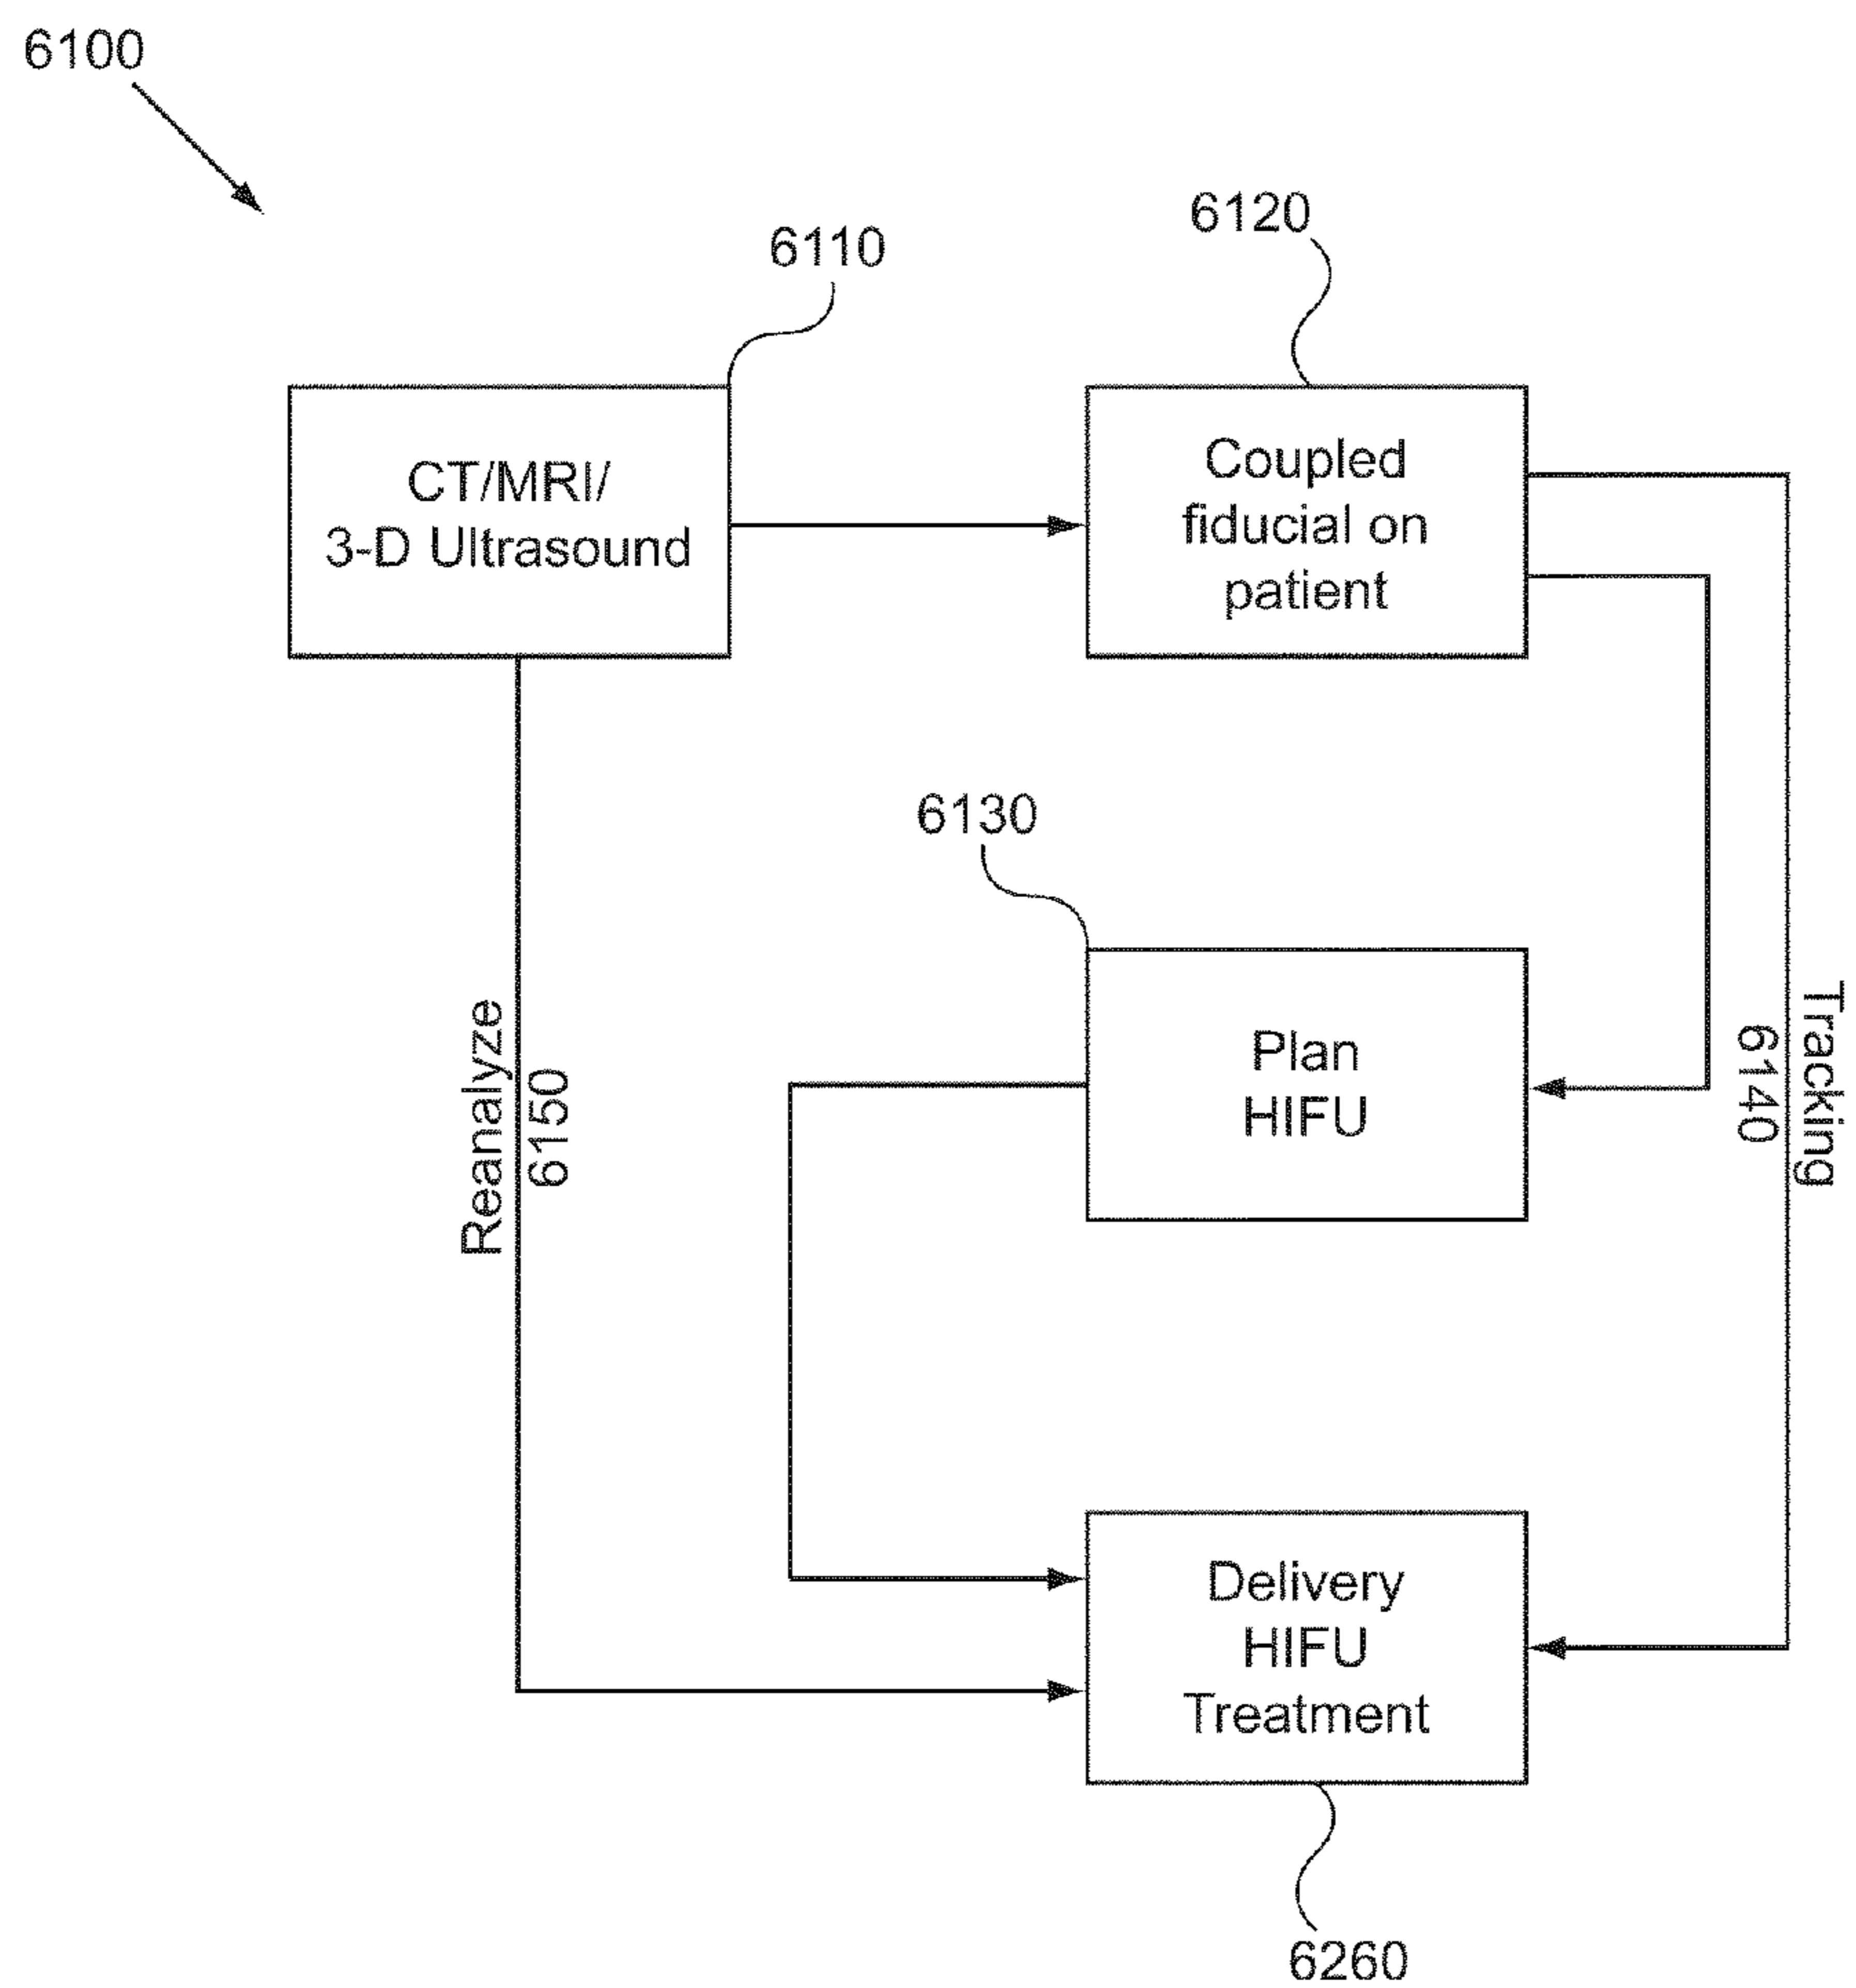 6100
6110
6120
CT/MRI/
3-D Ultrasound
Coupled
fiducial on
patient
6130
Plan
HIFU
Reanalyze
6150
Tracking
6140
Delivery
HIFU
Treatment
6260